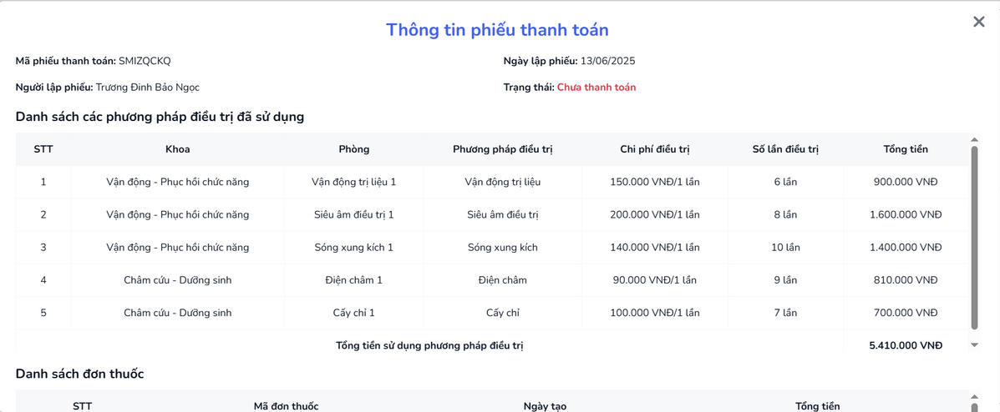 Thông tin phiếu thanh toán
Mã phiếu thanh toán: SMIZQCKQ Ngày lập phiếu: 13/06/2025
Người lập phiếu: Trương Đinh Bảo Ngọc Trạng thái: Chưa thanh toán
Danh sách các phương pháp điều trị đã sử dụng
STT Khoa Phòng Phương pháp điều trị Chi phí điều trị Số lần điều trị Tổng tiền
1 Vận động - Phục hồi chức năng Vận động trị liệu 1 Vận động trị liệu 150.000 VNĐ/1 lần 6 lần 900.000 VNĐ
2 Vận động - Phục hồi chức năng Siêu âm điều trị 1 Siêu âm điều trị 200.000 VNĐ/1 lần 8 lần 1.600.000 VNĐ
3 Vận động - Phục hồi chức năng Sóng xung kích 1 Sóng xung kích 140.000 VNĐ/1 lần 10 lần 1.400.000 VNĐ
4 Châm cứu - Dưỡng sinh Điện châm 1 Điện châm 90.000 VNĐ/1 lần 9 lần 810.000 VNĐ
5 Châm cứu - Dưỡng sinh Cấy chỉ 1 Cấy chỉ 100.000 VNĐ/1 lần 7 lần 700.000 VNĐ
Tổng tiền sử dụng phương pháp điều trị 5.410.000 VNĐ
Danh sách đơn thuốc
STT Mã đơn thuốc Ngày tạo Tổng tiền